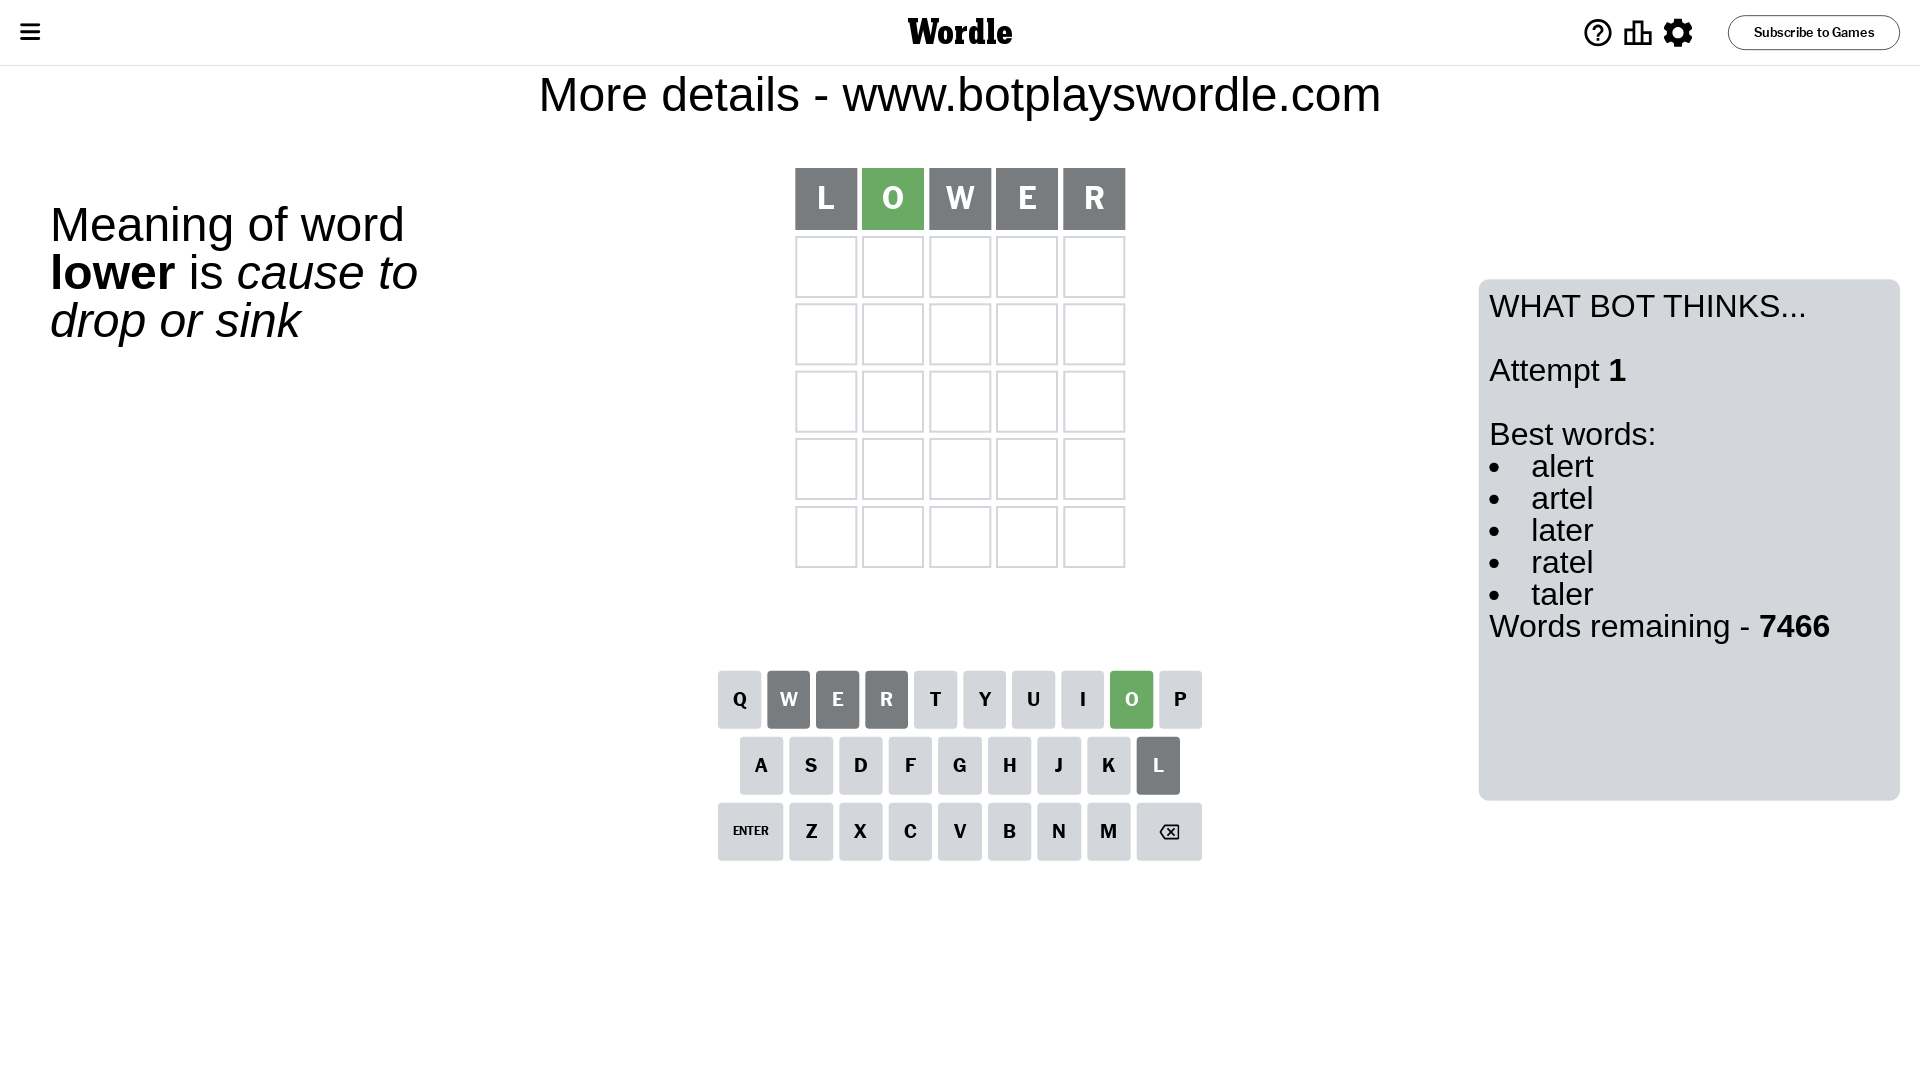 Wordle
Subscribe to Games
More details - www.botplayswordle.com
Meaning of word
lower is cause to
drop or sink
L O W E R
WHAT BOT THINKS...
Attempt 1
Best words:
• alert
• artel
• later
• ratel
• taler
Words remaining - 7466
Q W E R T Y U I O P
A S D F G H J K L
ENTER Z X C V B N M